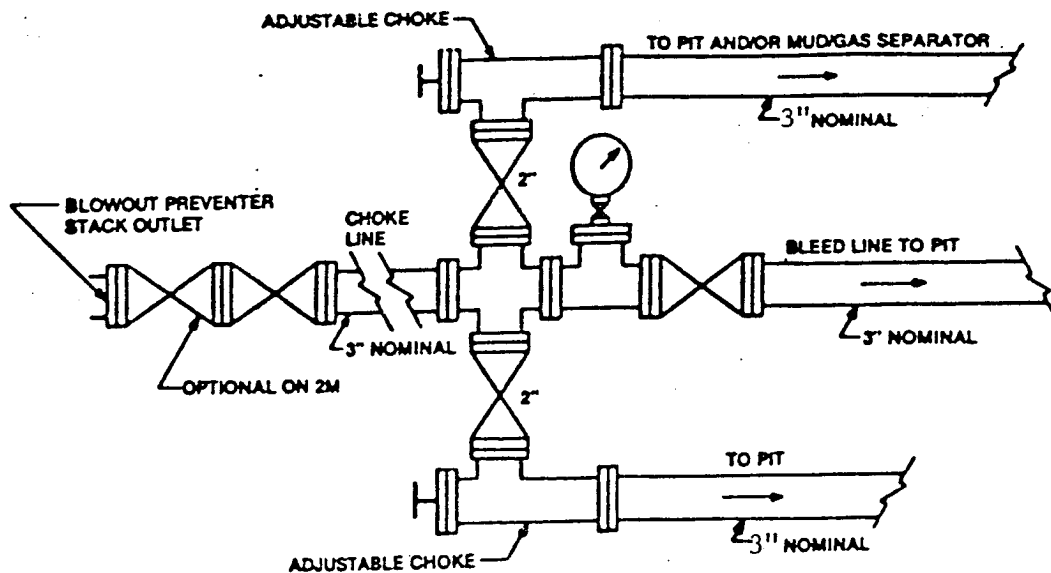 ADJUSTABLE CHOKE
TO PIT AND/OR MUD/GAS SEPARATOR
3" NOMINAL
2"
BLOWOUT PREVENTER
STACK OUTLET
CHOKE
LINE
BLEED LINE TO PIT
3" NOMINAL
3" NOMINAL
OPTIONAL ON 2M
2"
TO PIT
3" NOMINAL
ADJUSTABLE CHOKE